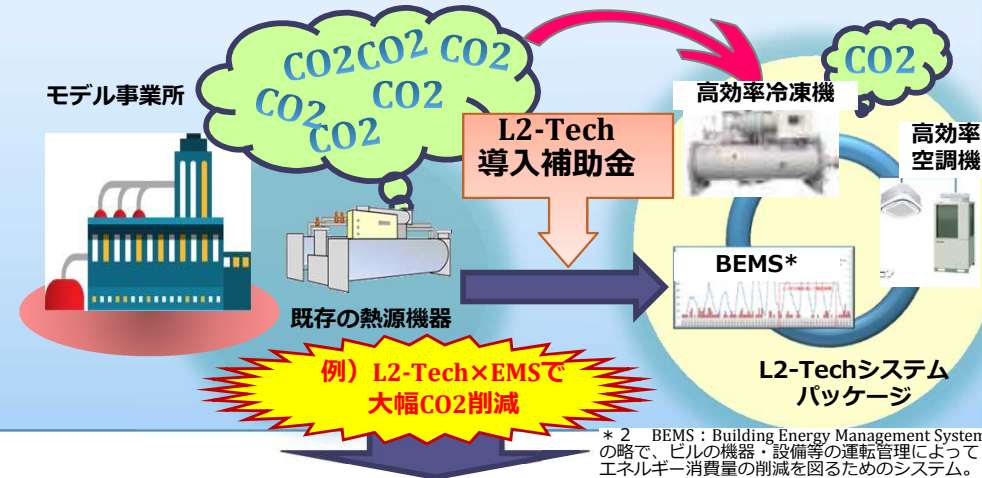 モデル事業所
CO2CO2 CO2
CO2 CO2
CO2
L2-Tech
導入補助金
既存の熱源機器
CO2
高効率冷凍機
高効率
空調機
BEMS*
L2-Techシステム
パッケージ
例）L2-Tech×EMSで
大幅CO2削減
＊２　BEMS：Building Energy Management System
の略で、ビルの機器・設備等の運転管理によって
エネルギー消費量の削減を図るためのシステム。